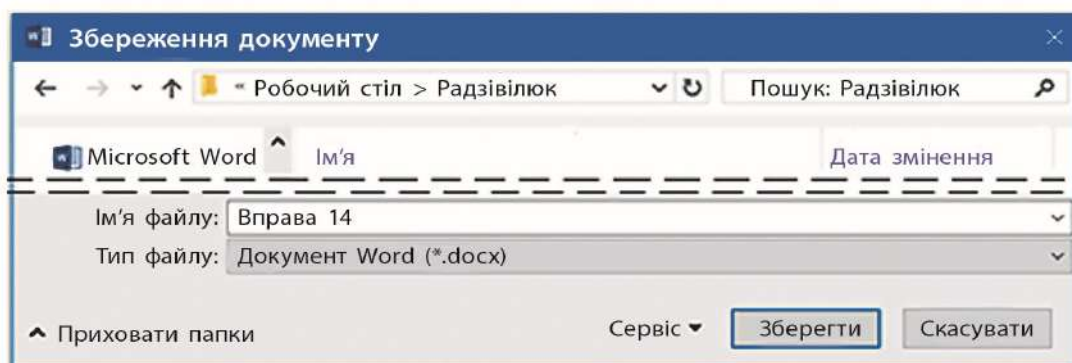 Збереження документу
« Робочий стіл > Радзівілюк
Пошук: Радзівілюк
Microsoft Word
Ім'я
Дата змінення
Ім'я файлу: Вправа 14
Тип файлу: Документ Word (*.docx)
Приховати папки
Сервіс
Зберегти
Скасувати